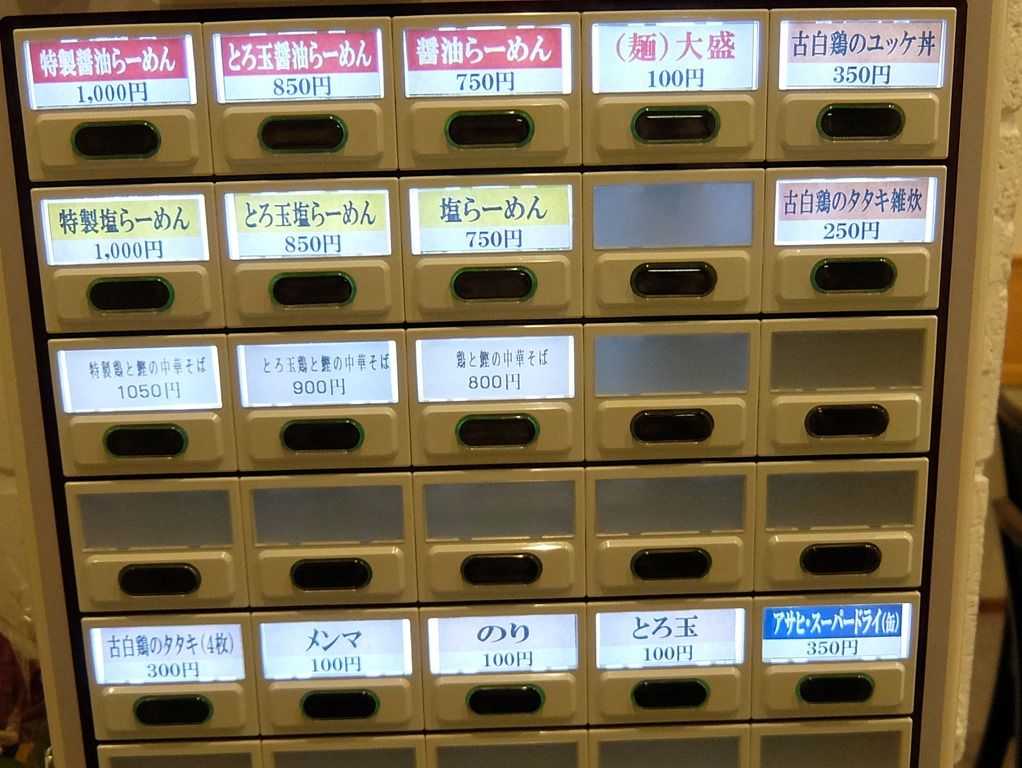 特製醤油らーめん
1,000円
とろ玉醤油らーめん
850円
醤油らーめん
750円
(麺)大盛
100円
古白鶏のユッケ丼
350円
特製塩らーめん
1,000円
とろ玉塩らーめん
850円
塩らーめん
750円
古白鶏のタタキ雑炊
250円
特製鶏と鰹の中華そば
1050円
とろ玉鶏と鰹の中華そば
900円
鶏と鰹の中華そば
800円
古白鶏のタタキ(4枚)
300円
メンマ
100円
のり
100円
とろ玉
100円
アサヒ・スーパードライ(缶)
350円